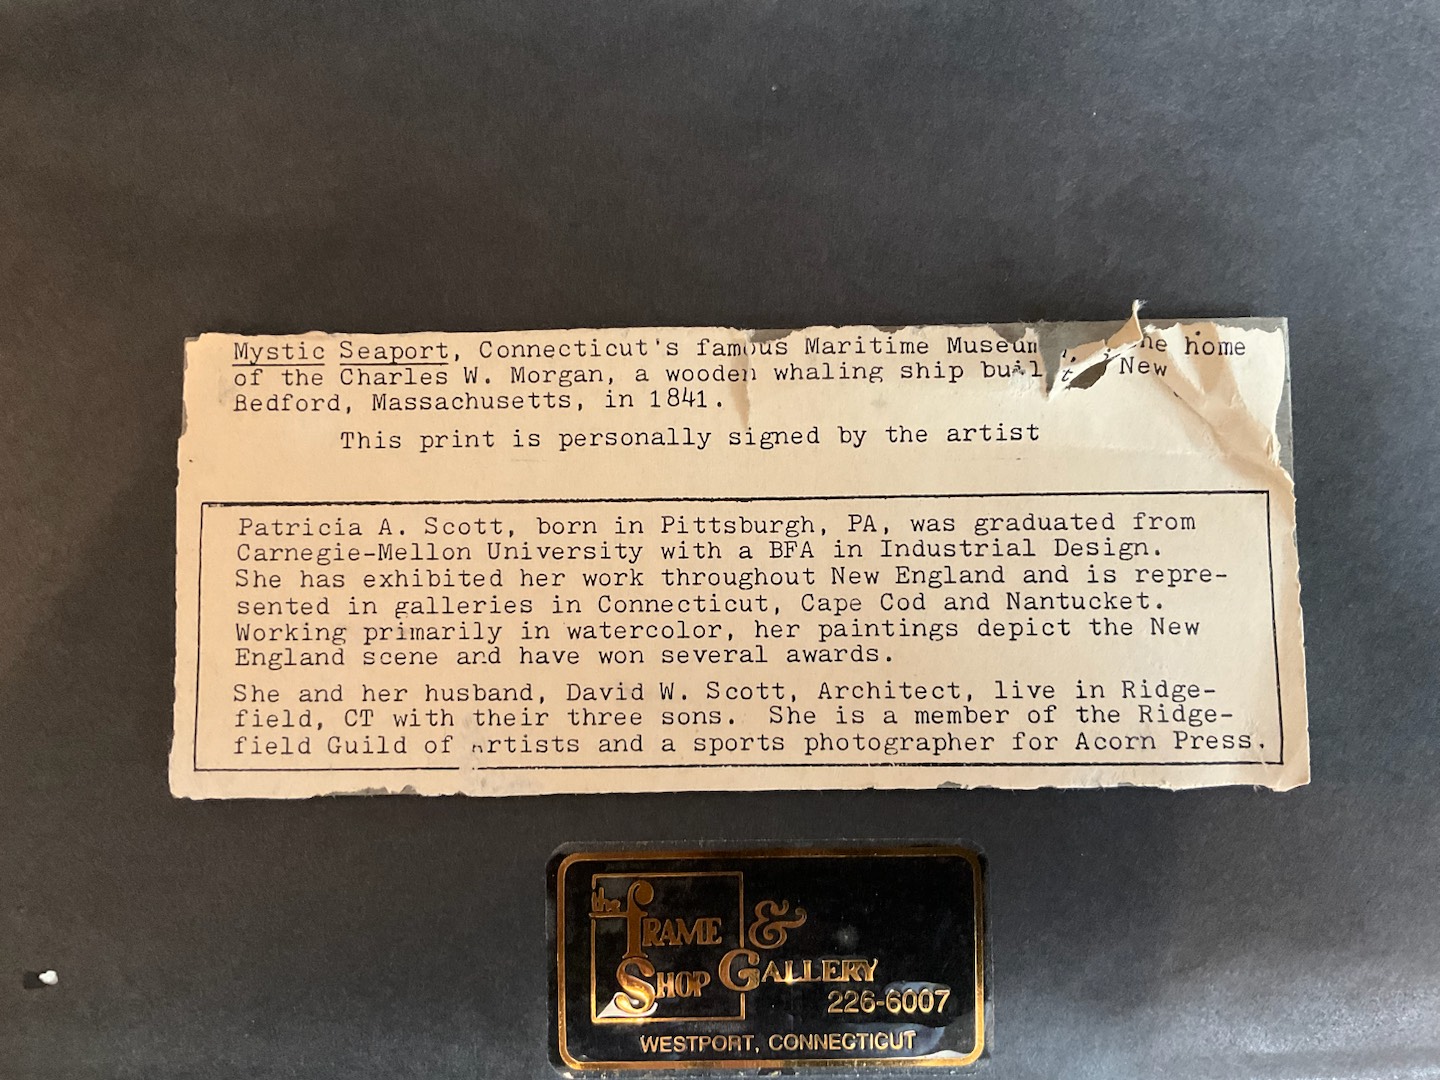 Mystic Seaport, Connecticut's famous Maritime Museum, the home
of the Charles W. Morgan, a wooden whaling ship built New
Bedford, Massachusetts, in 1841.
This print is personally signed by the artist
Patricia A. Scott, born in Pittsburgh, PA, was graduated from
Carnegie-Mellon University with a BFA in Industrial Design.
She has exhibited her work throughout New England and is repre-
sented in galleries in Connecticut, Cape Cod and Nantucket.
Working primarily in watercolor, her paintings depict the New
England scene and have won several awards.
She and her husband, David W. Scott, Architect, live in Ridge-
field, CT with their three sons. She is a member of the Ridge-
field Guild of Artists and a sports photographer for Acorn Press.
the FRAME &
SHOP GALLERY
226-6007
WESTPORT, CONNECTICUT